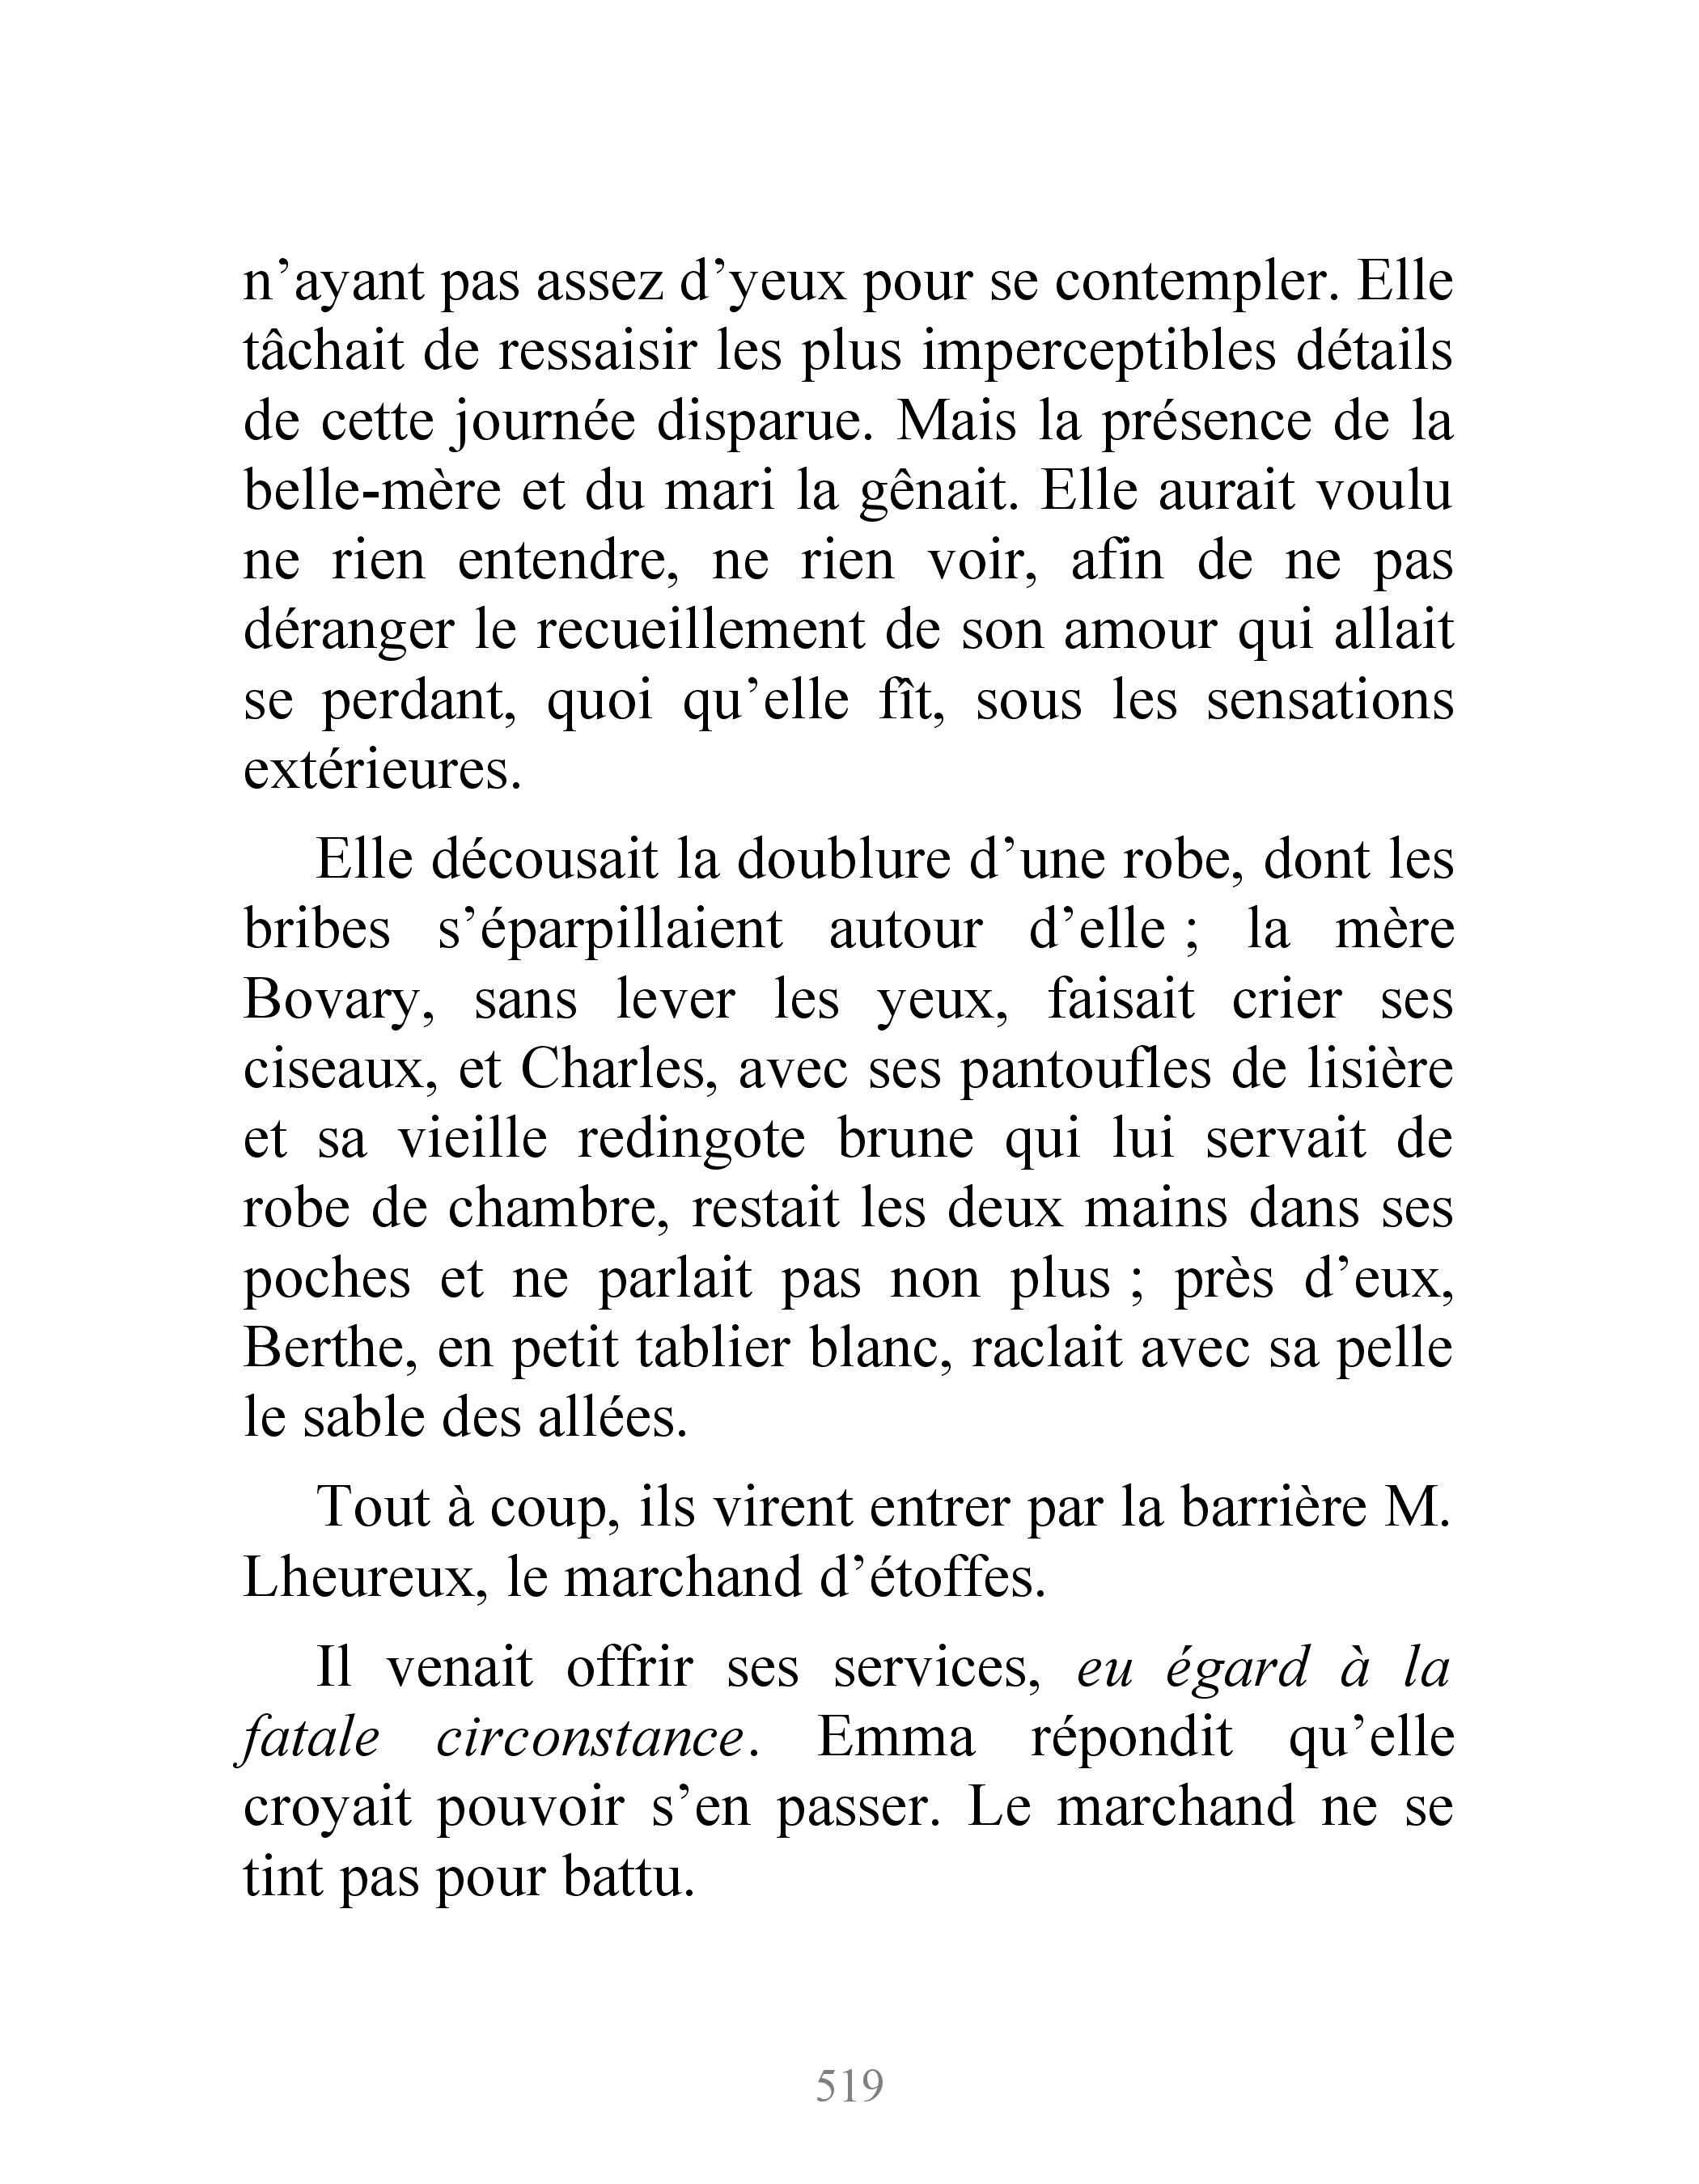 n’ayant pas assez d’yeux pour se contempler. Elle
tâchait de ressaisir les plus imperceptibles détails
de cette journée disparue. Mais la présence de la
belle-mère et du mari la gênait. Elle aurait voulu
ne rien entendre, ne rien voir, afin de ne pas
déranger le recueillement de son amour qui allait
se perdant, quoi qu’elle fît, sous les sensations
extérieures.
Elle décousait la doublure d’une robe, dont les
bribes s’éparpillaient autour d’elle ; la mère
Bovary, sans lever les yeux, faisait crier ses
ciseaux, et Charles, avec ses pantoufles de lisière
et sa vieille redingote brune qui lui servait de
robe de chambre, restait les deux mains dans ses
poches et ne parlait pas non plus ; près d’eux,
Berthe, en petit tablier blanc, raclait avec sa pelle
le sable des allées.
Tout à coup, ils virent entrer par la barrière M.
Lheureux, le marchand d’étoffes.
Il venait offrir ses services, eu égard à la
fatale circonstance. Emma répondit qu’elle
croyait pouvoir s’en passer. Le marchand ne se
tint pas pour battu.
519